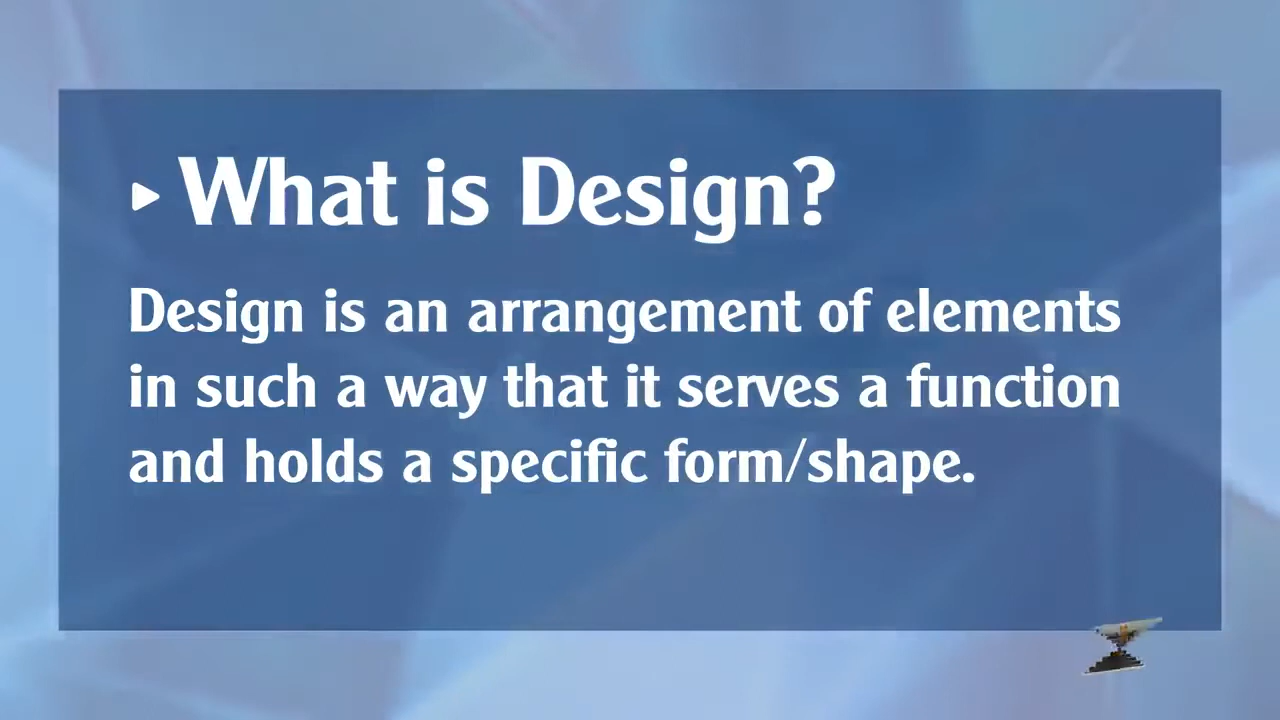 What is Design?
Design is an arrangement of elements
in such a way that it serves a function
and holds a specific form/shape.